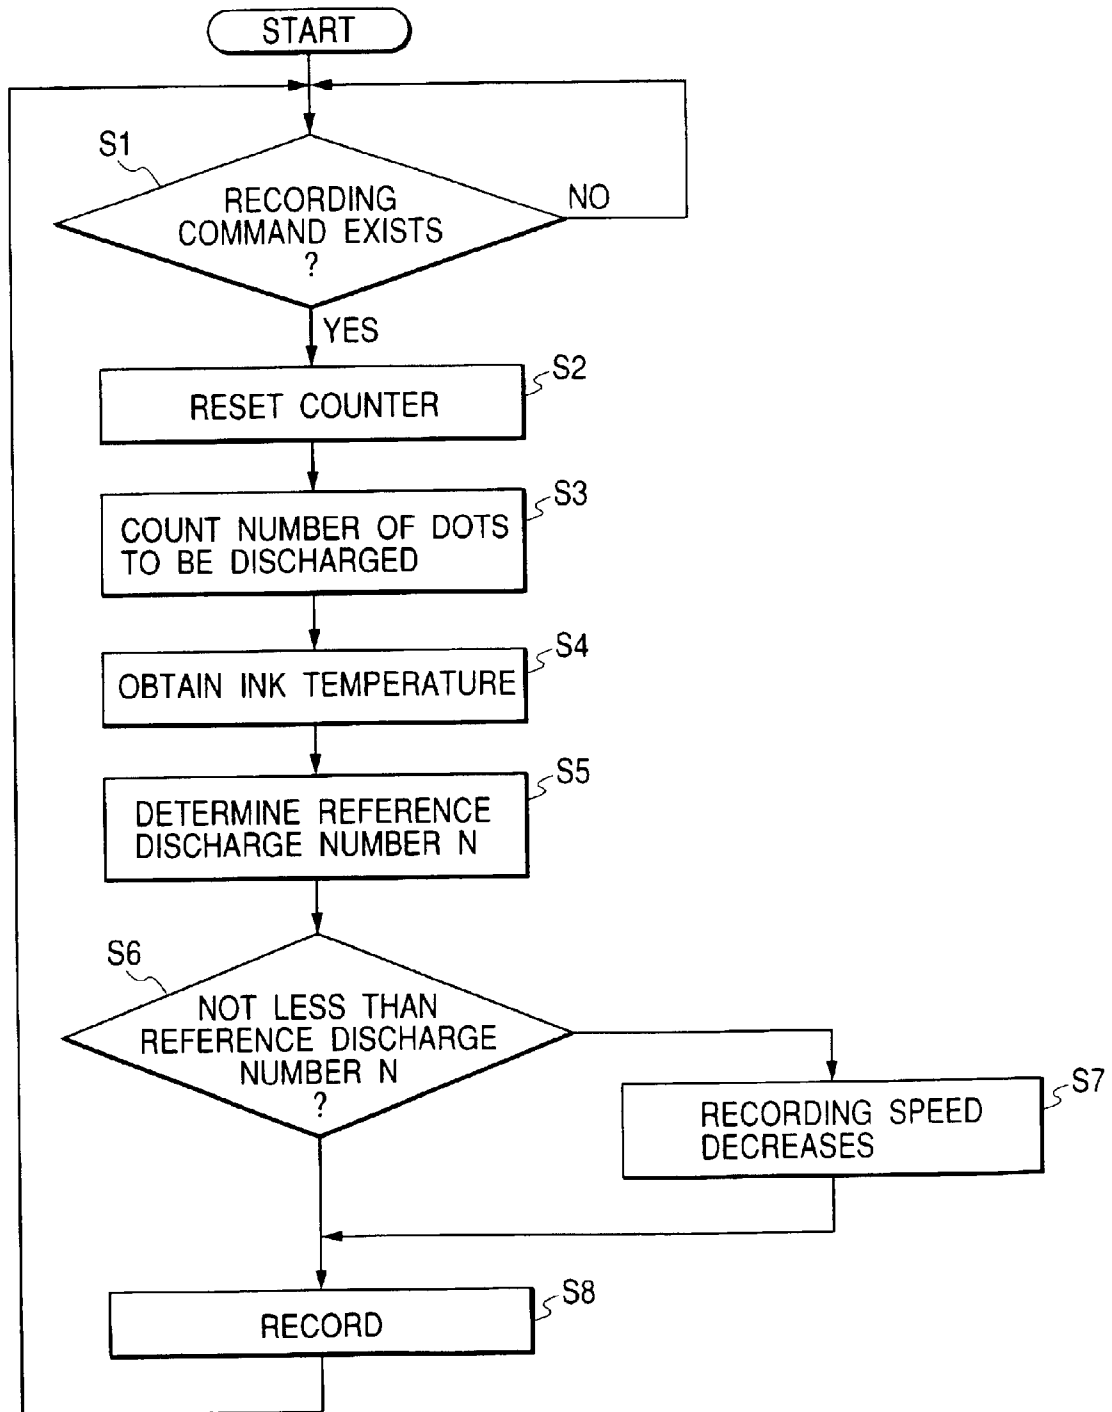 START
S1
RECORDING
COMMAND EXISTS
?
NO
YES
S2
RESET COUNTER
S3
COUNT NUMBER OF DOTS
TO BE DISCHARGED
S4
OBTAIN INK TEMPERATURE
S5
DETERMINE REFERENCE
DISCHARGE NUMBER N
S6
NOT LESS THAN
REFERENCE DISCHARGE
NUMBER N
?
S7
RECORDING SPEED
DECREASES
S8
RECORD